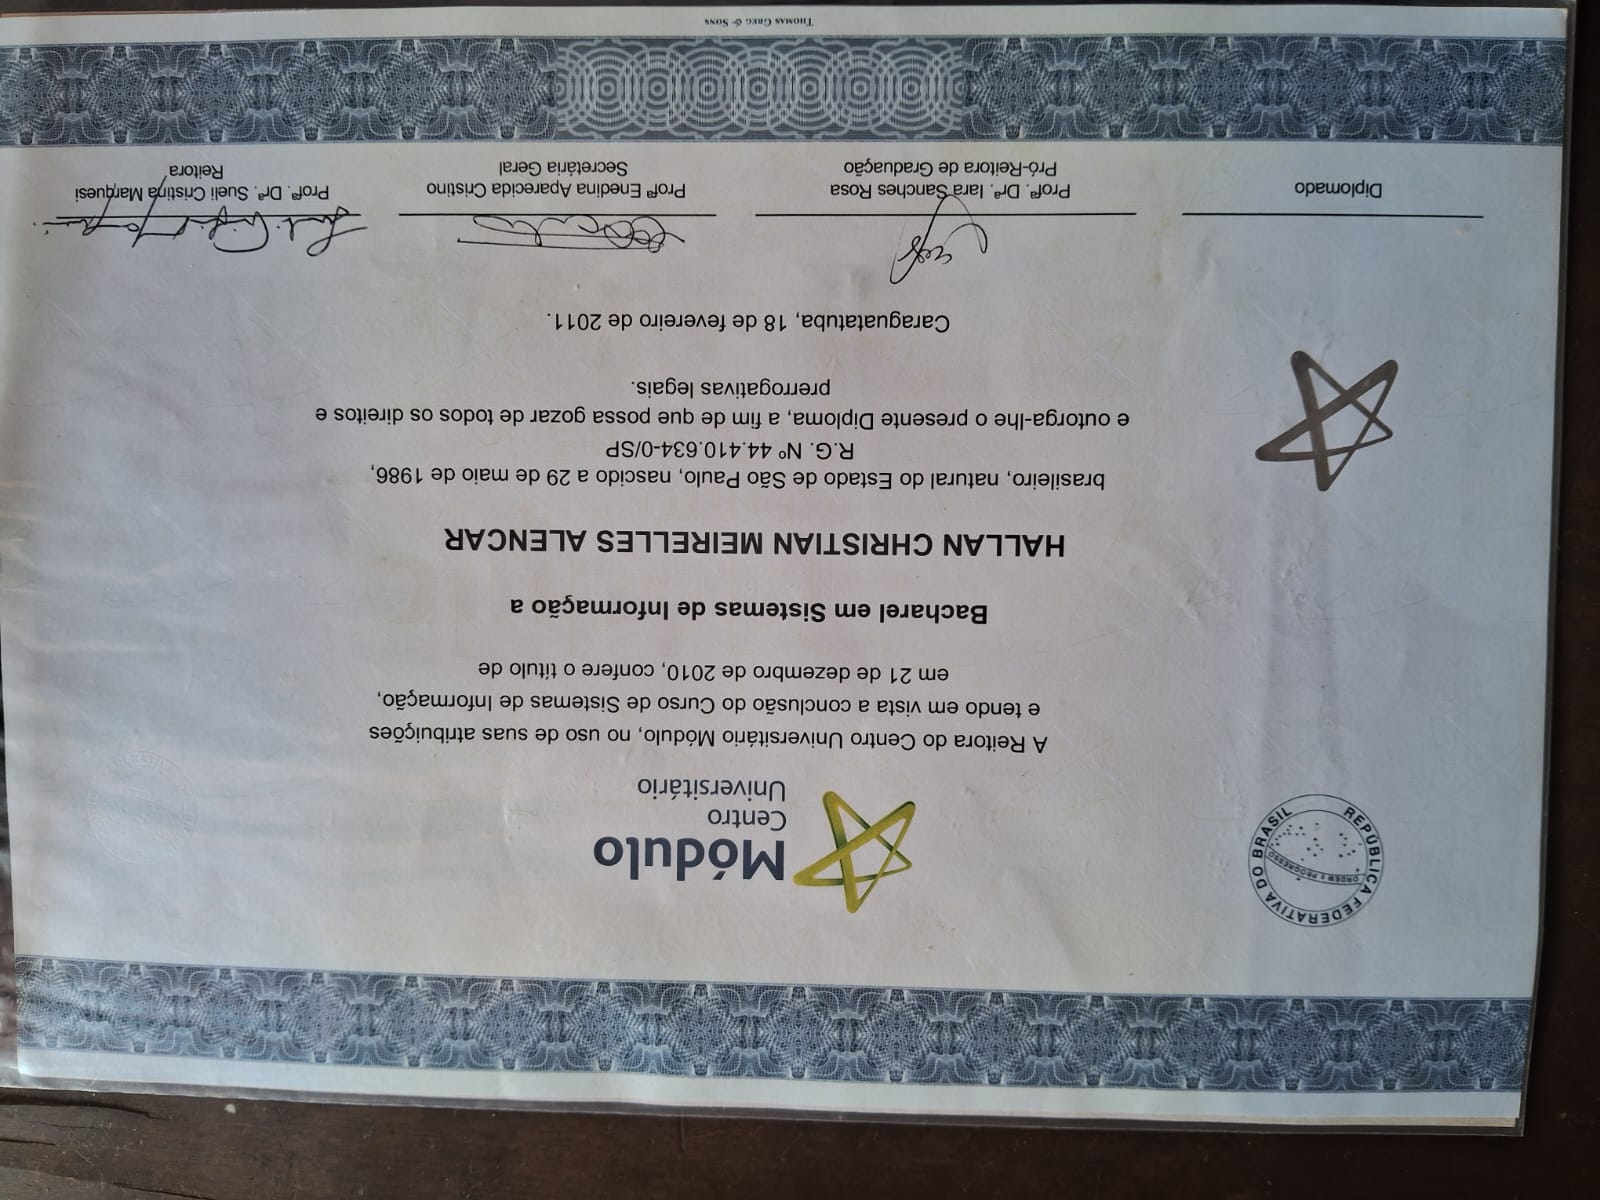 REPÚBLICA FEDERATIVA DO BRASIL
ORDEM E PROGRESSO
Módulo
Centro
Universitário
A Reitora do Centro Universitário Módulo, no uso de suas atribuições
e tendo em vista a conclusão do Curso de Sistemas de Informação,
em 21 de dezembro de 2010, confere o título de
Bacharel em Sistemas de Informação a
HALLAN CHRISTIAN MEIRELLES ALENCAR
brasileiro, natural do Estado de São Paulo, nascido a 29 de maio de 1986,
R.G. Nº 44.410.634-0/SP
e outorga-lhe o presente Diploma, a fim de que possa gozar de todos os direitos e
prerrogativas legais.
Caraguatatuba, 18 de fevereiro de 2011.
Diplomado
Profª. Drª. Iara Sanches Rosa
Pró-Reitora de Graduação
Profª Enedina Aparecida Cristino
Secretária Geral
Profª. Drª. Sueli Cristina Marquesi
Reitora
THOMAS GREG & SONS